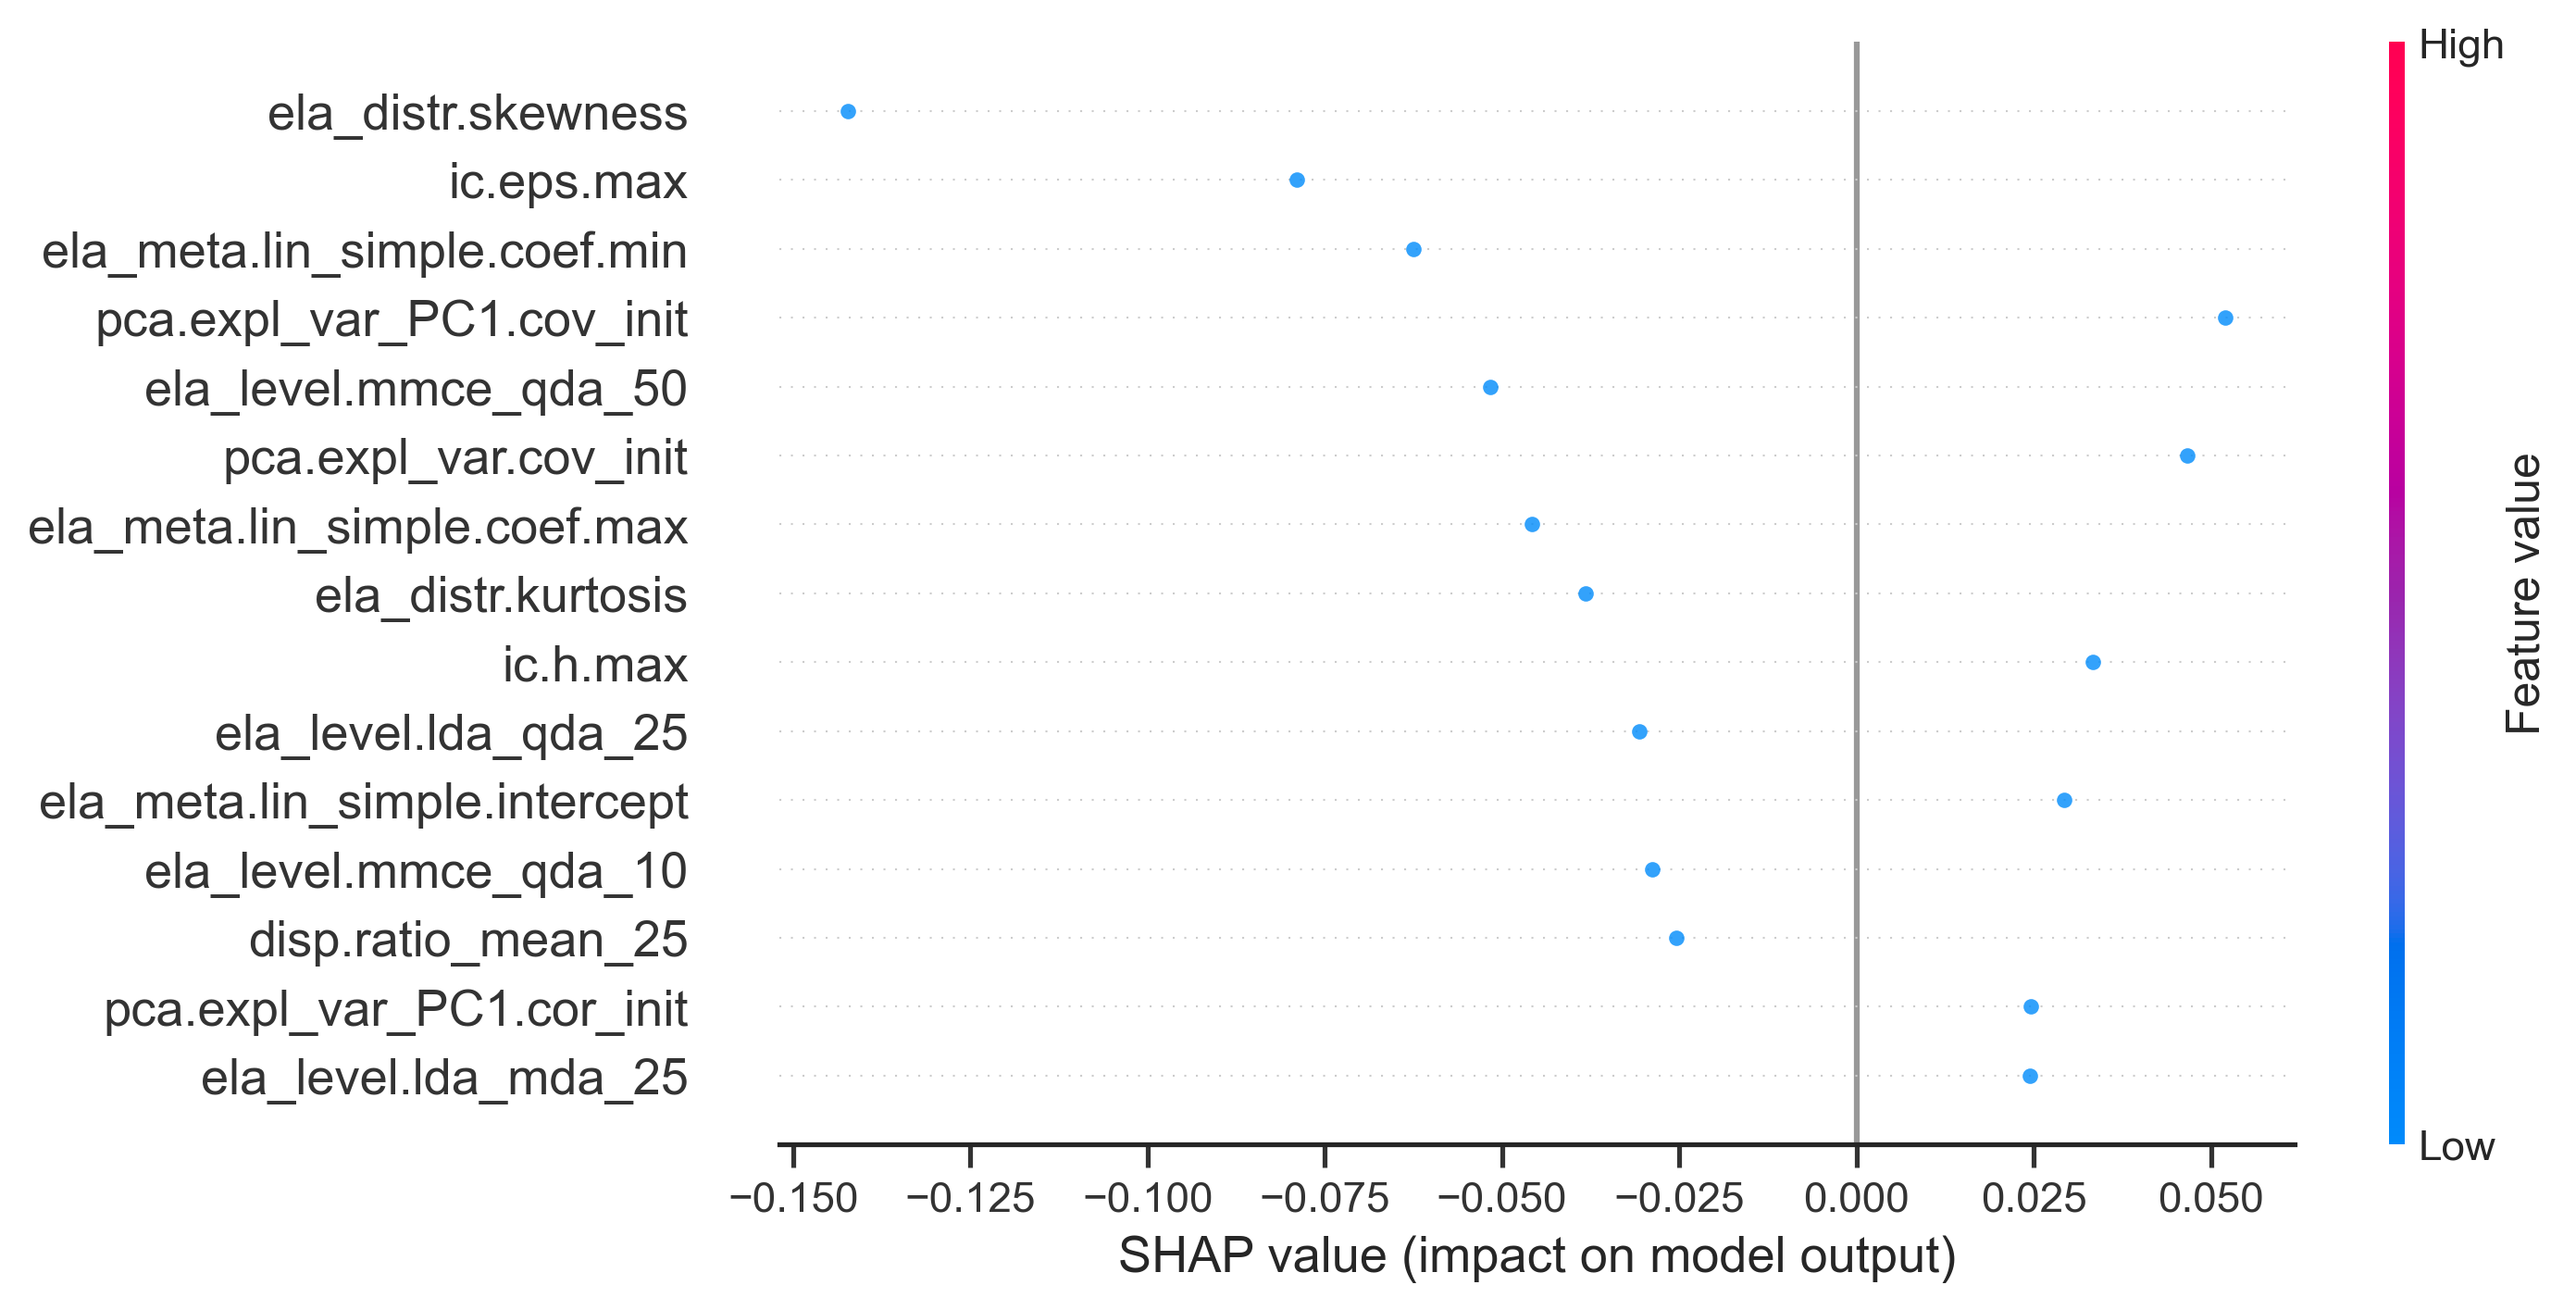 High
ela_distr.skewness
ic.eps.max
ela_meta.lin_simple.coef.min
pca.expl_var_PC1.cov_init
ela_level.mmce_qda_50
pca.expl_var.cov_init
ela_meta.lin_simple.coef.max
ela_distr.kurtosis
ic.h.max
ela_level.lda_qda_25
ela_meta.lin_simple.intercept
ela_level.mmce_qda_10
disp.ratio_mean_25
pca.expl_var_PC1.cor_init
ela_level.lda_mda_25
Feature value
Low
−0.150 −0.125 −0.100 −0.075 −0.050 −0.025 0.000 0.025 0.050
SHAP value (impact on model output)